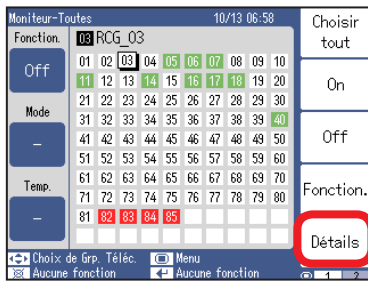 Moniteur-Toutes 10/13 06:58
Choisir tout
Fonction. 03 RCG_03
Off
01 02 03 04 05 06 07 08 09 10
11 12 13 14 15 16 17 18 19 20
On
21 22 23 24 25 26 27 28 29 30
Mode
31 32 33 34 35 36 37 38 39 40
–
41 42 43 44 45 46 47 48 49 50
Off
51 52 53 54 55 56 57 58 59 60
Temp.
61 62 63 64 65 66 67 68 69 70
Fonction.
71 72 73 74 75 76 77 78 79 80
–
81 82 83 84 85
Détails
Choix de Grp. Téléc. Menu
Aucune fonction Aucune fonction
1 2